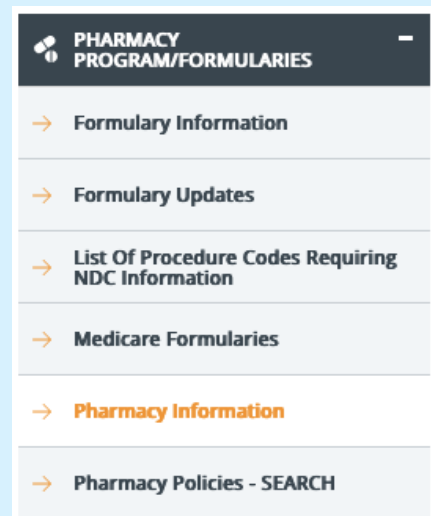 PHARMACY
PROGRAM/FORMULARIES
Formulary Information
Formulary Updates
List Of Procedure Codes Requiring
NDC Information
Medicare Formularies
Pharmacy Information
Pharmacy Policies - SEARCH